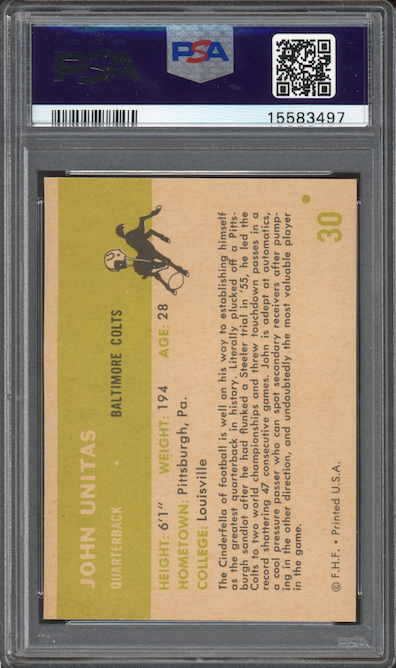 PSA
PSA
15583497
JOHN UNITAS
QUARTERBACK • BALTIMORE COLTS
HEIGHT: 6'1" WEIGHT: 194 AGE: 28
HOMETOWN: Pittsburgh, Pa.
COLLEGE: Louisville
The Cinderfella of football is well on his way to establishing himself
as the greatest quarterback in history. Literally plucked off a Pitts-
burgh sandlot after he had flunked a Steeler trial in '55, he led the
Colts to two world championships and threw touchdown passes in a
record shattering 47 consecutive games. John is adept at automatics,
a cool pressure passer who can spot secondary receivers after pump-
ing in the other direction, and undoubtedly the most valuable player
in the game.
© F.H.F. • Printed U.S.A.
30